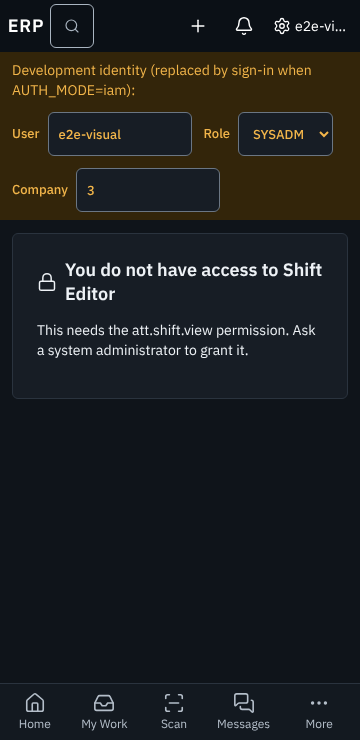 ERP
e2e-vi...
Development identity (replaced by sign-in when
AUTH_MODE=iam):
User e2e-visual Role SYSADM
Company 3
You do not have access to Shift
Editor
This needs the att.shift.view permission. Ask
a system administrator to grant it.
Home My Work Scan Messages More